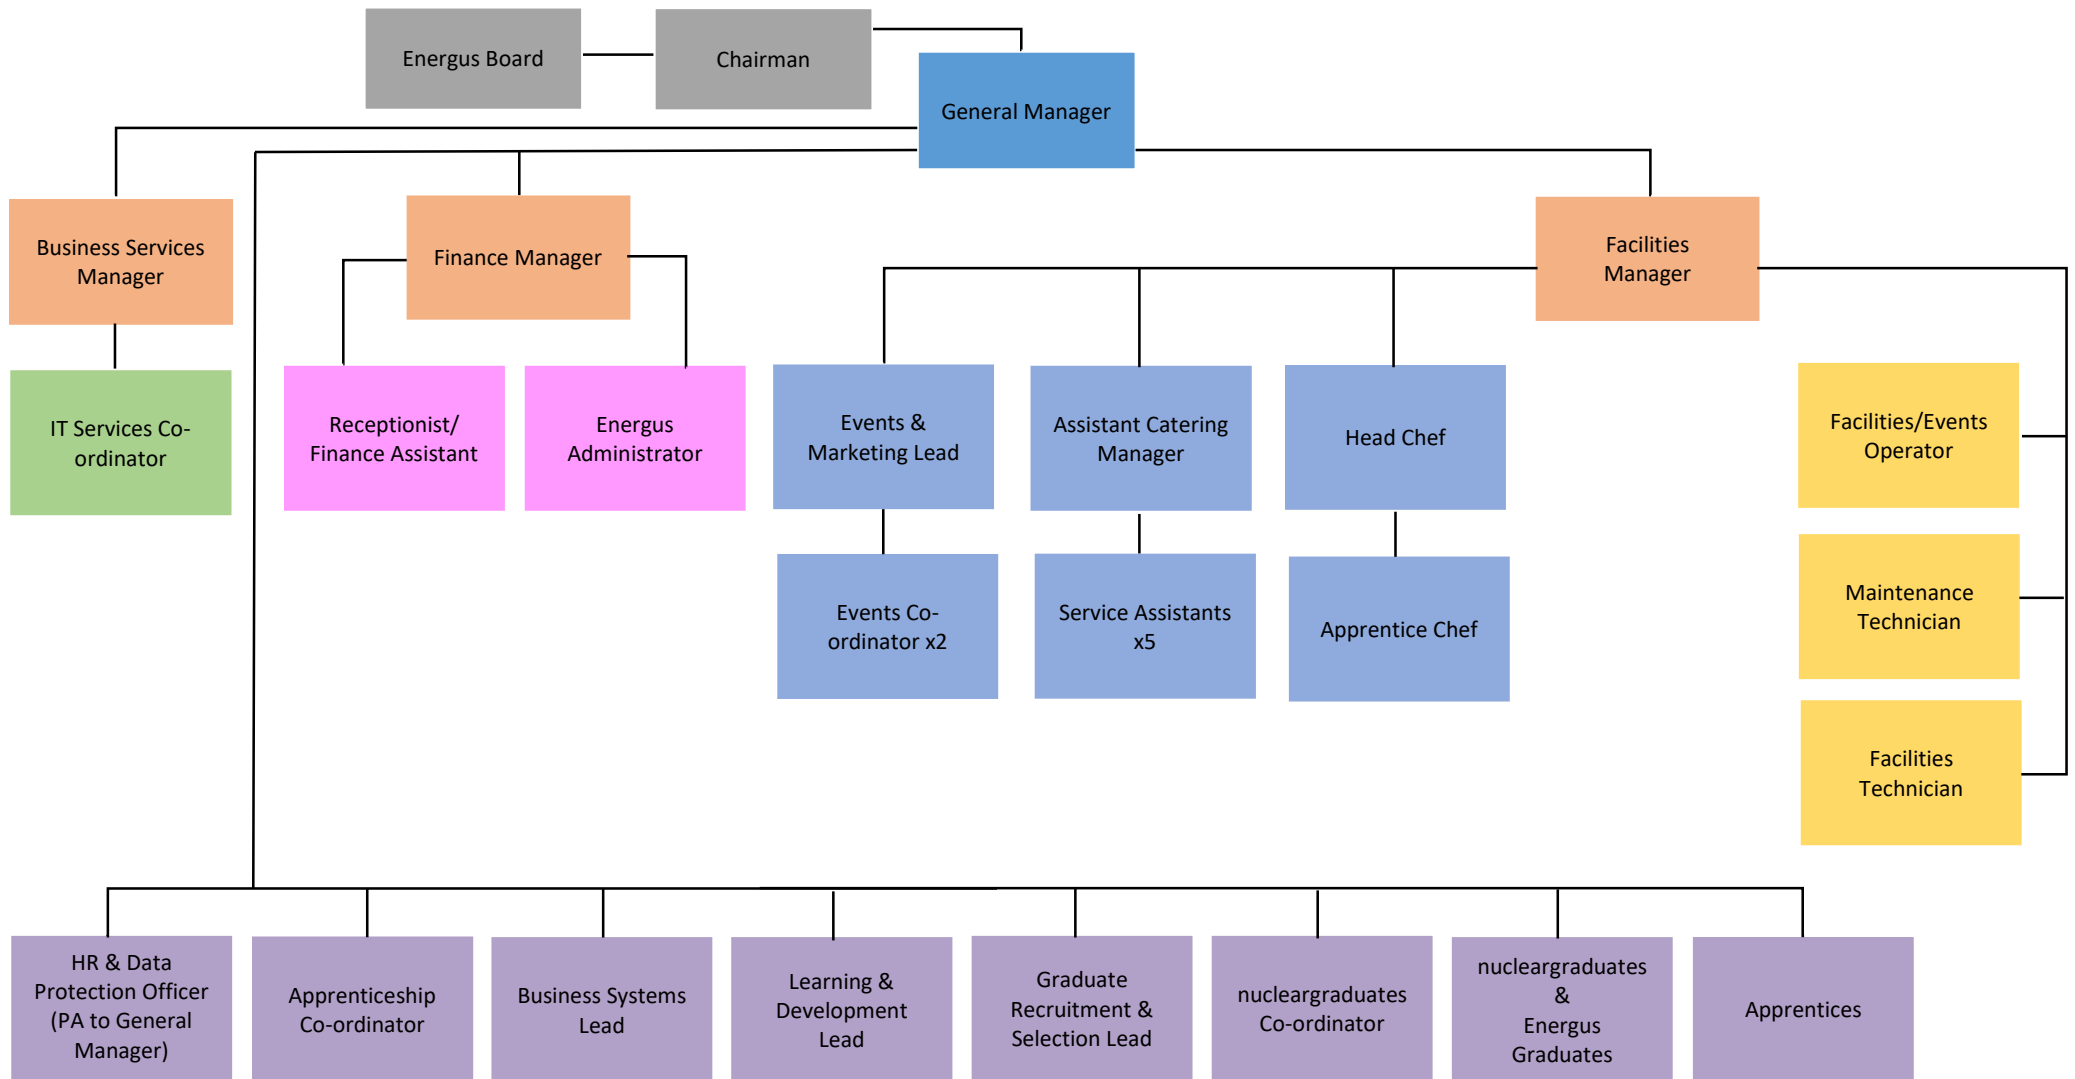 Energus Board
Chairman
General Manager
Business Services
Manager
Finance Manager
Facilities
Manager
IT Services Co-
ordinator
Receptionist/
Finance Assistant
Energus
Administrator
Events &
Marketing Lead
Assistant Catering
Manager
Head Chef
Facilities/Events
Operator
Events Co-
ordinator x2
Service Assistants
x5
Apprentice Chef
Maintenance
Technician
Facilities
Technician
HR & Data
Protection Officer
(PA to General
Manager)
Apprenticeship
Co-ordinator
Business Systems
Lead
Learning &
Development
Lead
Graduate
Recruitment &
Selection Lead
nucleargraduates
Co-ordinator
nucleargraduates
&
Energus
Graduates
Apprentices